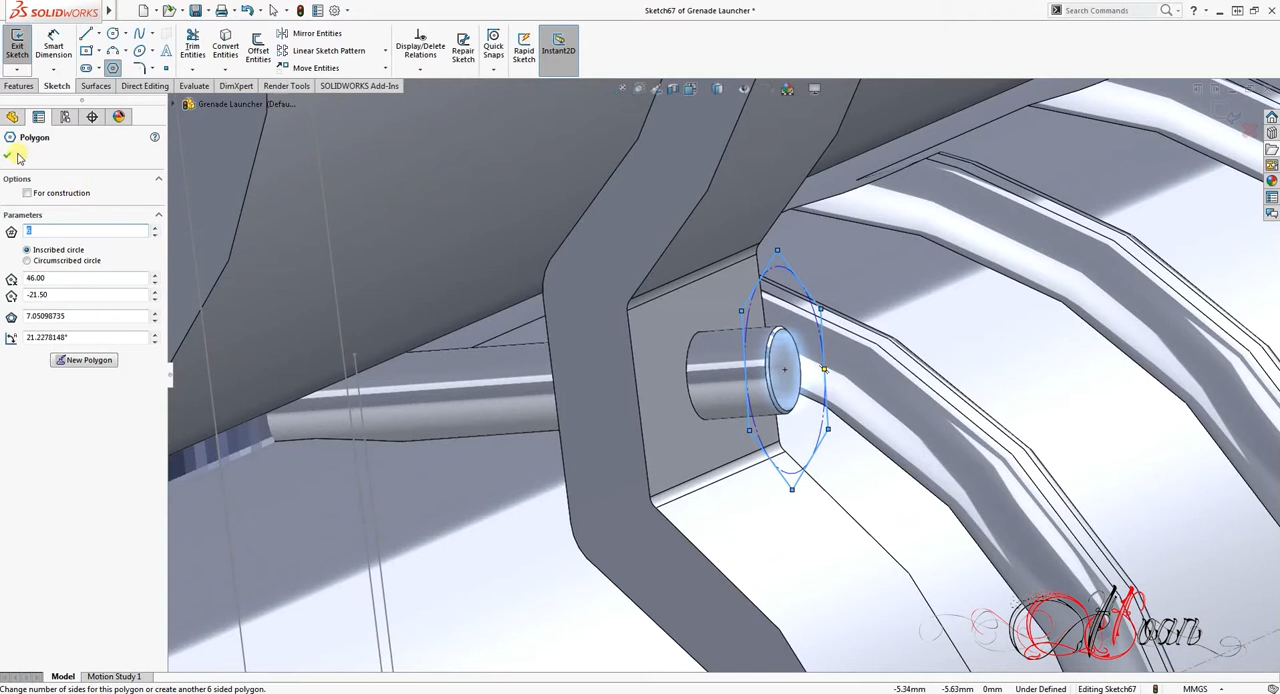 SOLIDWORKS
Sketch67 of Grenade Launcher *
Search Commands
Exit Sketch
Smart Dimension
Trim Entities
Convert Entities
Offset Entities
Mirror Entities
Linear Sketch Pattern
Move Entities
Display/Delete Relations
Repair Sketch
Quick Snaps
Rapid Sketch
Instant2D
Features
Sketch
Surfaces
Direct Editing
Evaluate
DimXpert
Render Tools
SOLIDWORKS Add-Ins
Grenade Launcher (Defau...
Polygon
Options
For construction
Parameters
6
Inscribed circle
Circumscribed circle
46.00
-21.50
7.05098735
21.2278148°
New Polygon
Model
Motion Study 1
Change number of sides for this polygon or create another 6 sided polygon.
-5.34mm
-5.63mm
0mm
Under Defined
Editing Sketch67
MMGS